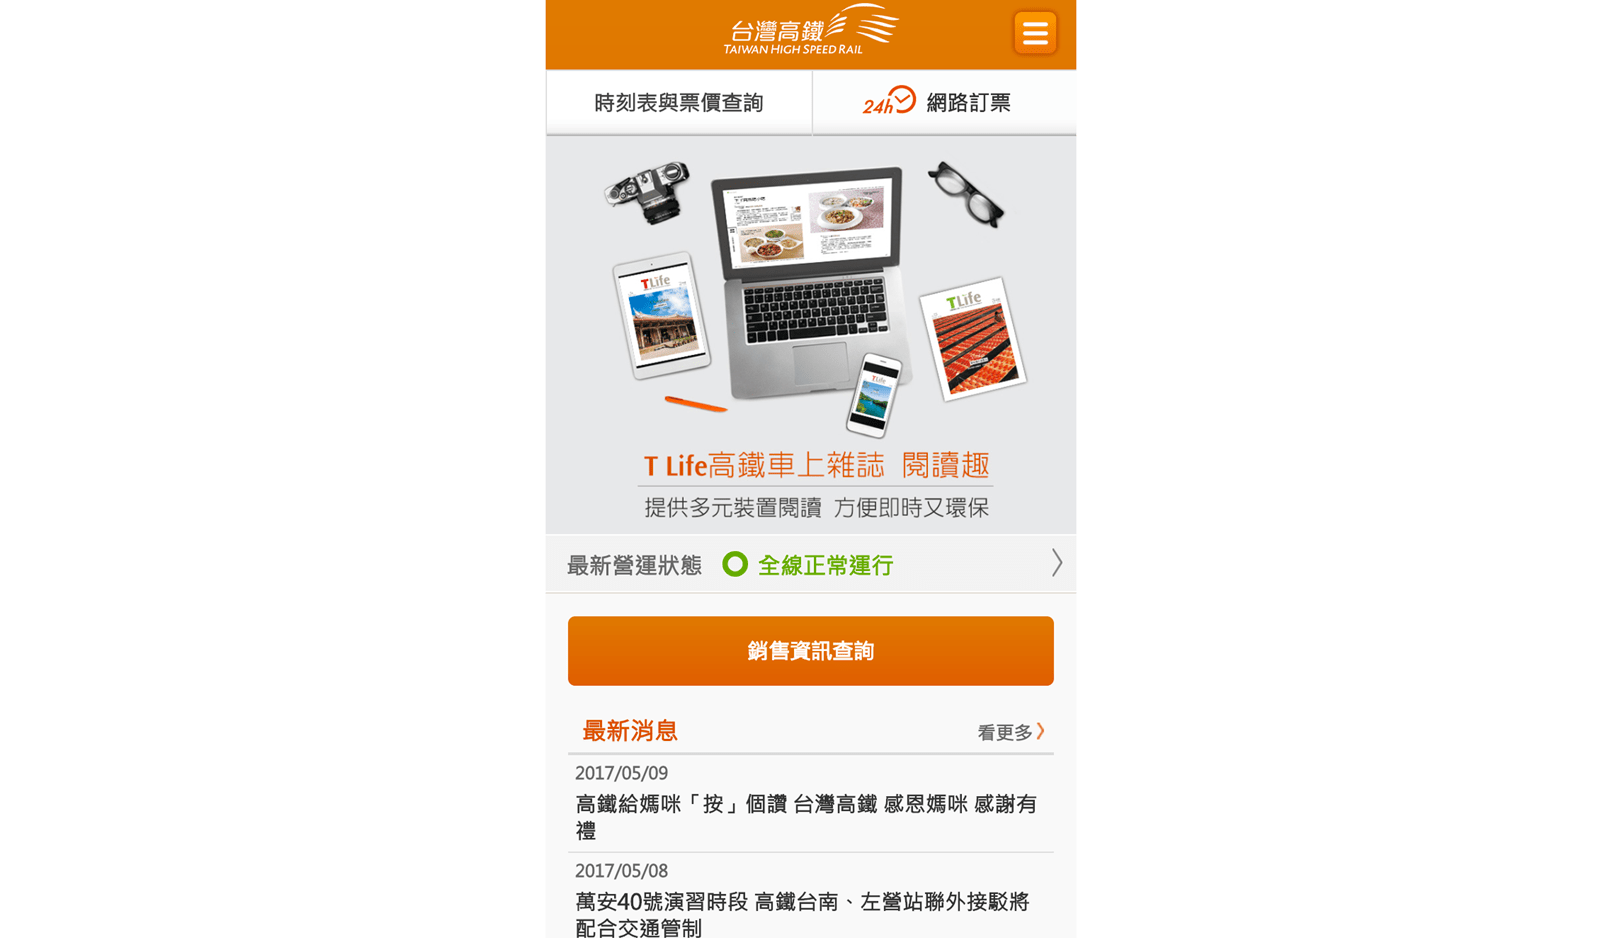 台灣高鐵
TAIWAN HIGH SPEED RAIL
時刻表與票價查詢
24h 網路訂票
TLife
TLife
TLife
T Life高鐵車上雜誌 閱讀趣
提供多元裝置閱讀 方便即時又環保
最新營運狀態 全線正常運行
銷售資訊查詢
最新消息 看更多
2017/05/09
高鐵給媽咪「按」個讚 台灣高鐵 感恩媽咪 感謝有
禮
2017/05/08
萬安40號演習時段 高鐵台南、左營站聯外接駁將
配合交通管制